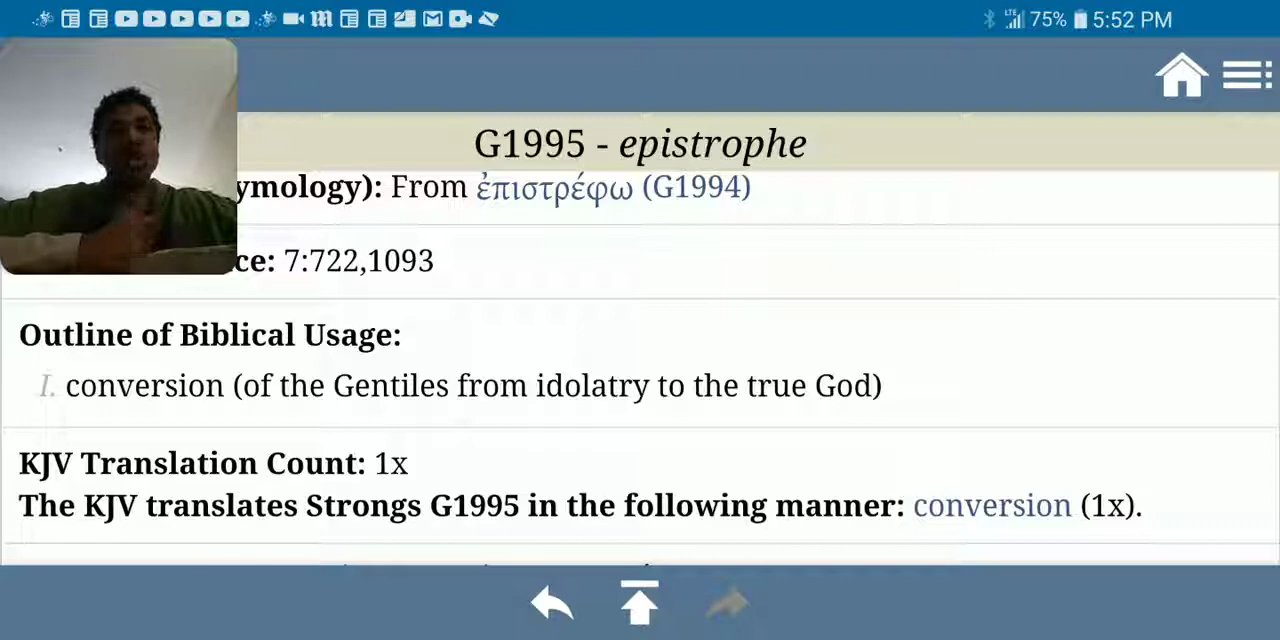 LTE 75% 5:52 PM
G1995 - epistrophe
ymology): From ἐπιστρέφω (G1994)
ce: 7:722,1093
Outline of Biblical Usage:
I. conversion (of the Gentiles from idolatry to the true God)
KJV Translation Count: 1x
The KJV translates Strongs G1995 in the following manner: conversion (1x).